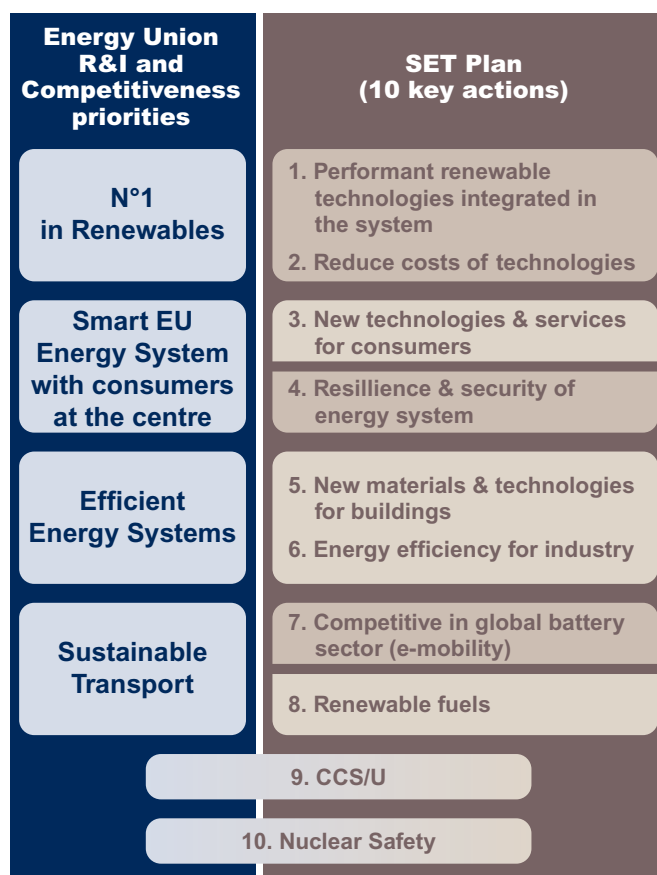 Energy Union
R&I and
Competitiveness
priorities
SET Plan
(10 key actions)
N°1
in Renewables
1. Performant renewable
technologies integrated in
the system
2. Reduce costs of technologies
Smart EU
Energy System
with consumers
at the centre
3. New technologies & services
for consumers
4. Resillience & security of
energy system
Efficient
Energy Systems
5. New materials & technologies
for buildings
6. Energy efficiency for industry
Sustainable
Transport
7. Competitive in global battery
sector (e-mobility)
8. Renewable fuels
9. CCS/U
10. Nuclear Safety